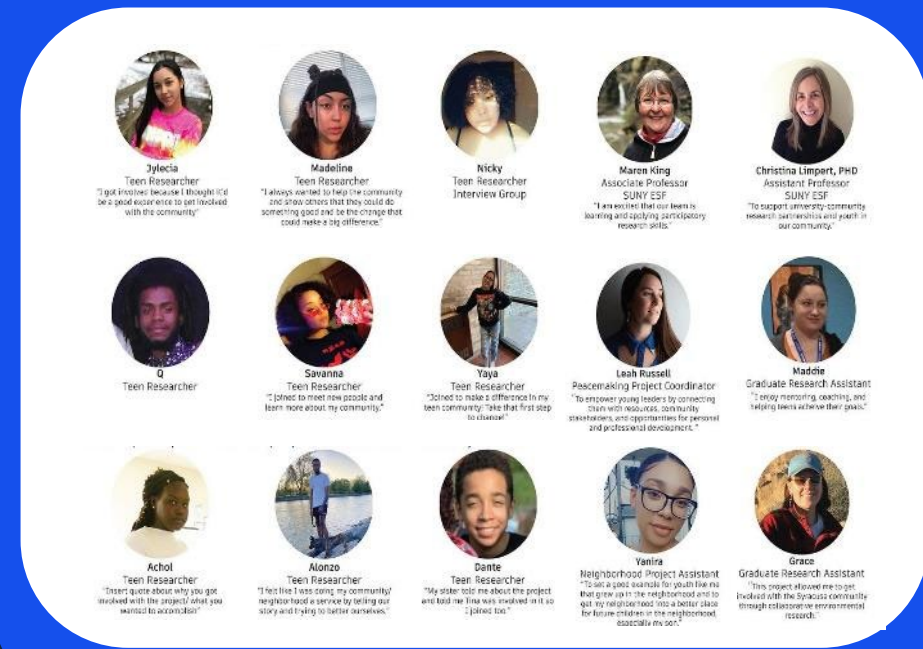 Jylecia
Teen Researcher
"I got involved because I thought it'd
be a good experience to get involved
with the community"
Madeline
Teen Researcher
"I always wanted to help the community
and show others that they could do
something good and be the change that
could make a big difference."
Nicky
Teen Researcher
Interview Group
Maren King
Associate Professor
SUNY ESF
"I am excited that our team is
learning and applying participatory
research skills."
Christina Limpert, PHD
Assistant Professor
SUNY ESF
"To support university-community
research partnerships and youth in
our community."
Q
Teen Researcher
Savanna
Teen Researcher
"I joined to meet new people and
learn more about my community."
Yaya
Teen Researcher
"Joined to make a difference in my
teen community! Take that first step
to change!"
Leah Russell
Peacemaking Project Coordinator
"To empower young leaders by connecting
them with resources, community
stakeholders, and opportunities for personal
and professional development. "
Maddie
Graduate Research Assistant
"I enjoy mentoring, coaching, and
helping teens acheive their goals."
Achol
Teen Researcher
"Insert quote about why you got
involved with the project/ what you
wanted to accomplish"
Alonzo
Teen Researcher
"I felt like I was doing my community/
neighborhood a service by telling our
story and trying to better ourselves."
Dante
Teen Researcher
"My sister told me about the project
and told me Tina was involved in it so
I joined too."
Yanira
Neighborhood Project Assistant
"To set a good example for youth like me
that grew up in the neighborhood and to
get my neighborhood into a better place
for future children in the neighborhood,
especially my son."
Grace
Graduate Research Assistant
"This project allowed me to get
involved with the Syracuse community
through collaborative environmental
research."